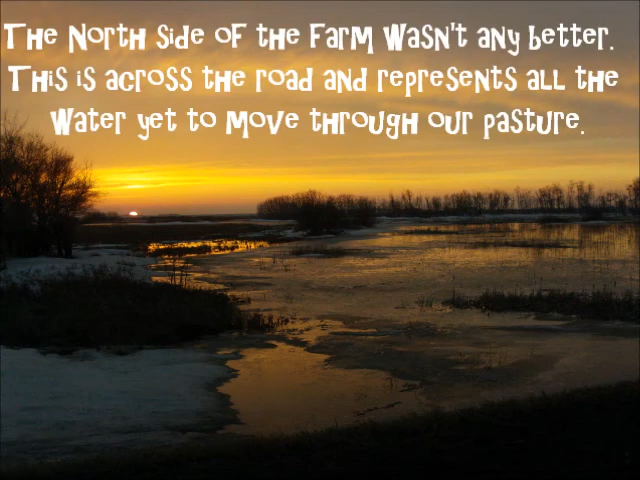 The North side of the farm wasn't any better.
This is across the road and represents all the
water yet to move through our pasture.